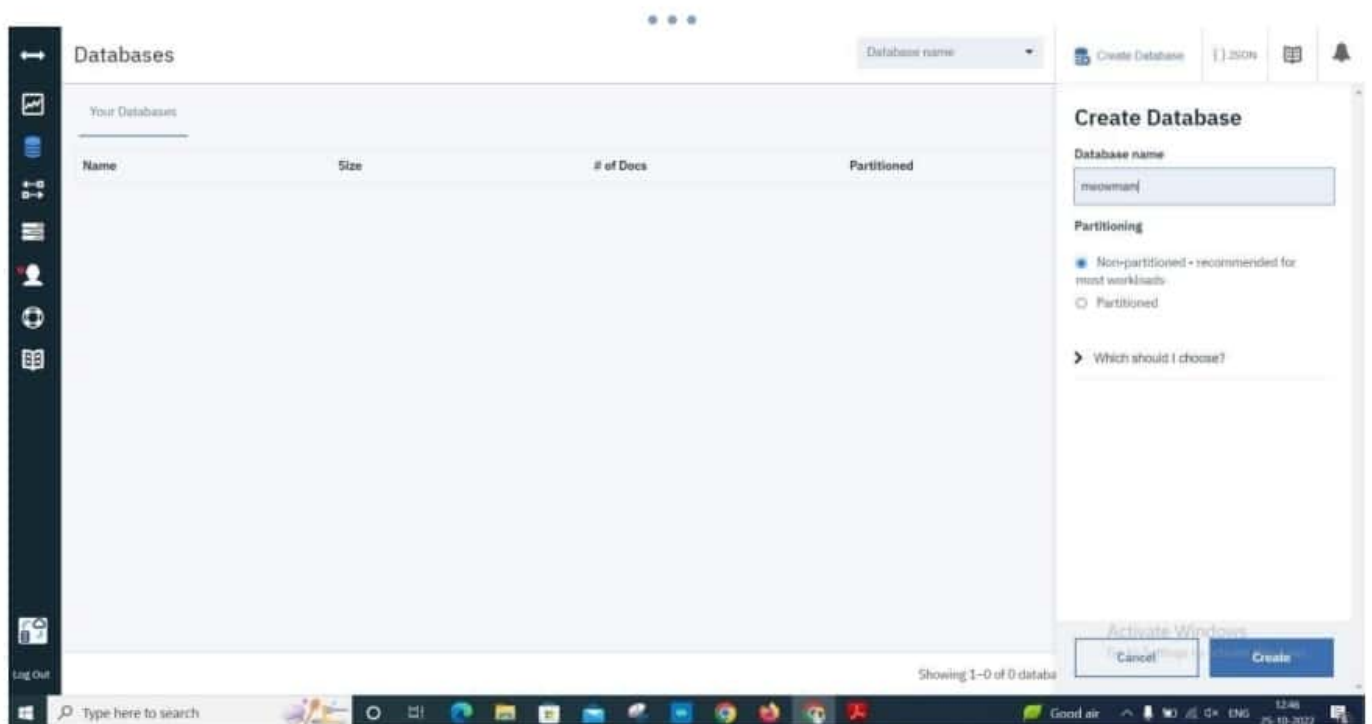 Databases
Database name
Create Database
{ } JSON
Your Databases
Name
Size
# of Docs
Partitioned
Create Database
Database name
meowman
Partitioning
Non-partitioned - recommended for
most workloads
Partitioned
Which should I choose?
Activate Windows
Cancel
Create
Showing 1–0 of 0 databa
Log Out
Type here to search
Good air
ENG
12:46